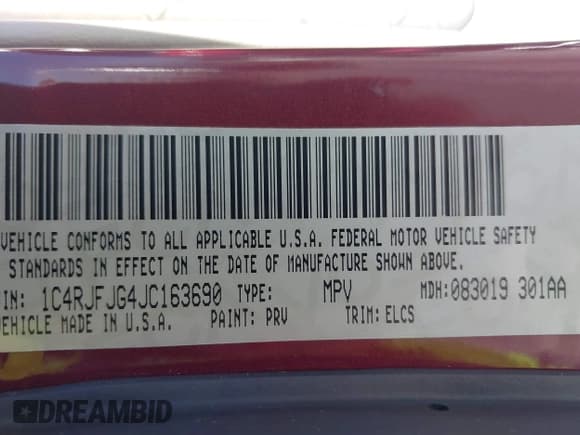 VEHICLE CONFORMS TO ALL APPLICABLE U.S.A. FEDERAL MOTOR VEHICLE SAFETY
STANDARDS IN EFFECT ON THE DATE OF MANUFACTURE SHOWN ABOVE.
IN: 1C4RJFJG4JC163690 TYPE: MPV MDH:083019 301AA
VEHICLE MADE IN U.S.A. PAINT: PRV TRIM: ELCS
DREAMBID